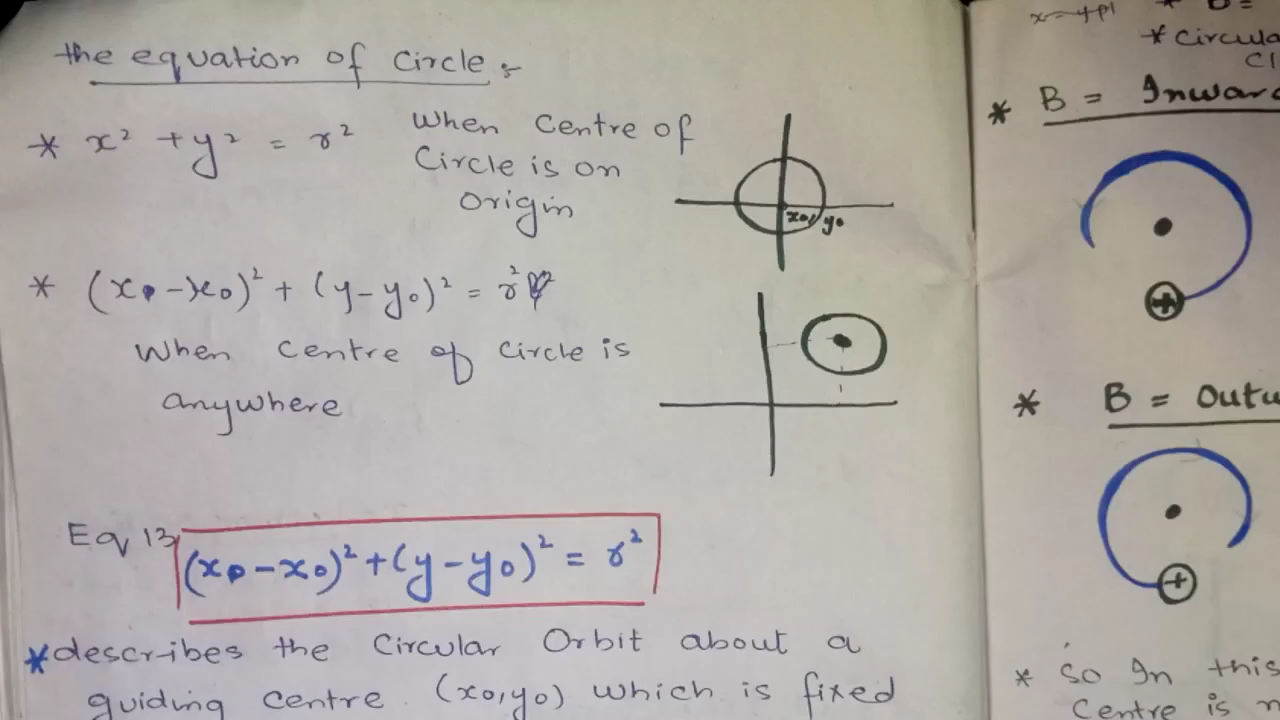 the equation of circle :-
* x² + y² = r² When Centre of
Circle is on
origin
x₀, y₀
* (x - x₀)² + (y - y₀)² = r²
When centre of circle is
anywhere
Eq 13 (x - x₀)² + (y - y₀)² = r²
* describes the Circular Orbit about a
guiding centre (x₀, y₀) which is fixed
* B =
* Circula
Cl
* B = Inward
+
* B = Outw
+
* So In this
Centre is